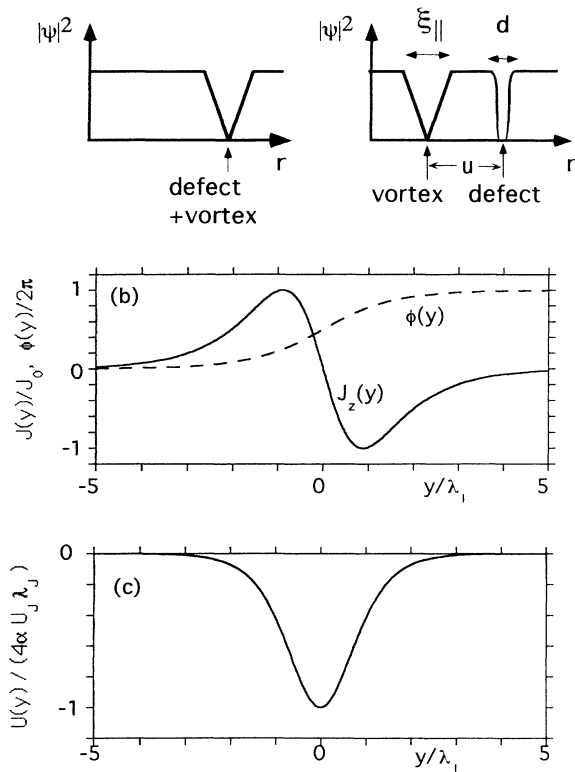 |ψ|² |ψ|² ξ|| d
r r
u
defect
+vortex
vortex defect
(b)
J(y)/J₀, ϕ(y)/2π
1
0
-1
ϕ(y)
J_z(y)
-5 0 y/λ_J 5
(c)
U(y) / (4α U_J λ_J)
0
-1
-5 0 y/λ_J 5